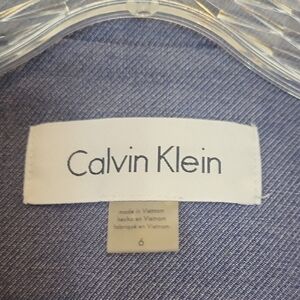 Calvin Klein
made in Vietnam
hecho en Vietnam
fabriqué en Vietnam
6